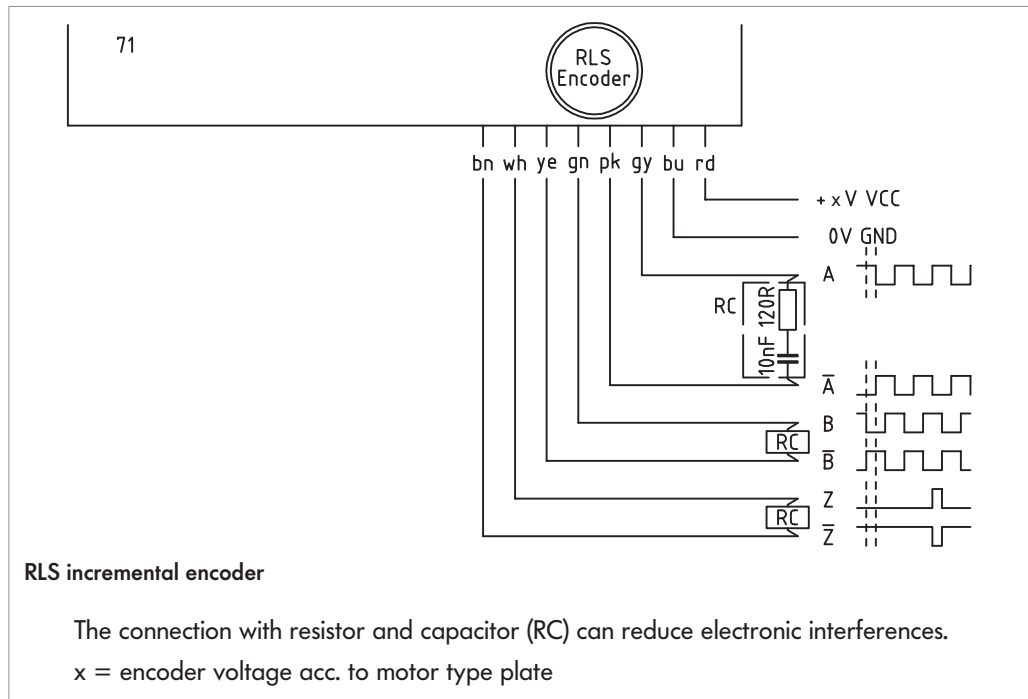 71
RLS
Encoder
bn wh ye gn pk gy bu rd
+ x V VCC
0V GND
A
RC
120R
10nF
A̅
B
RC
B̅
Z
RC
Z̅
RLS incremental encoder
The connection with resistor and capacitor (RC) can reduce electronic interferences.
x = encoder voltage acc. to motor type plate